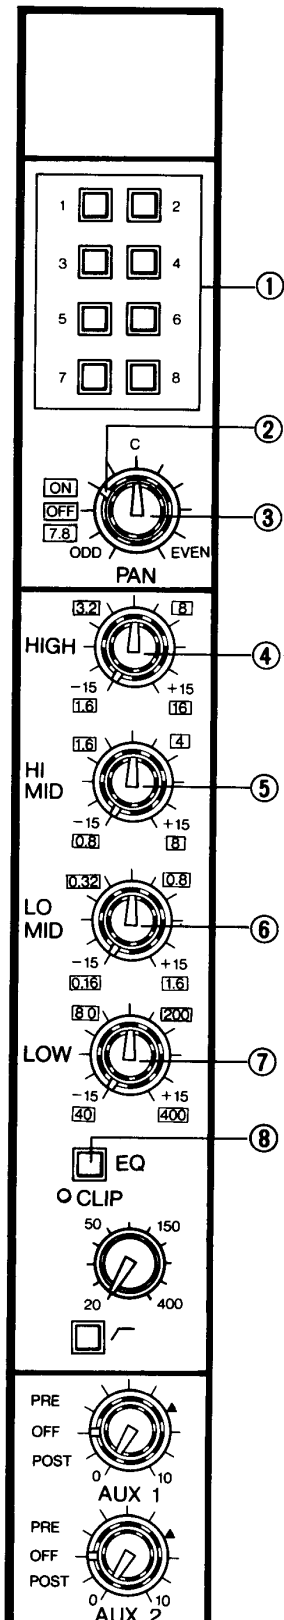 1 2
①
3 4
5 6
7 8
②
C
ON
OFF
③
7.8
ODD EVEN
PAN
3.2 8
HIGH
④
-15 +15
1.6 16
1.6 4
HI
MID
⑤
-15 +15
0.8 8
0.32 0.8
LO
MID
⑥
-15 +15
0.16 1.6
80 200
LOW
⑦
-15 +15
40 400
⑧
EQ
CLIP
50 150
20 400
PRE
OFF
POST
0 10
AUX 1
PRE
OFF
POST
0 10
AUX 2